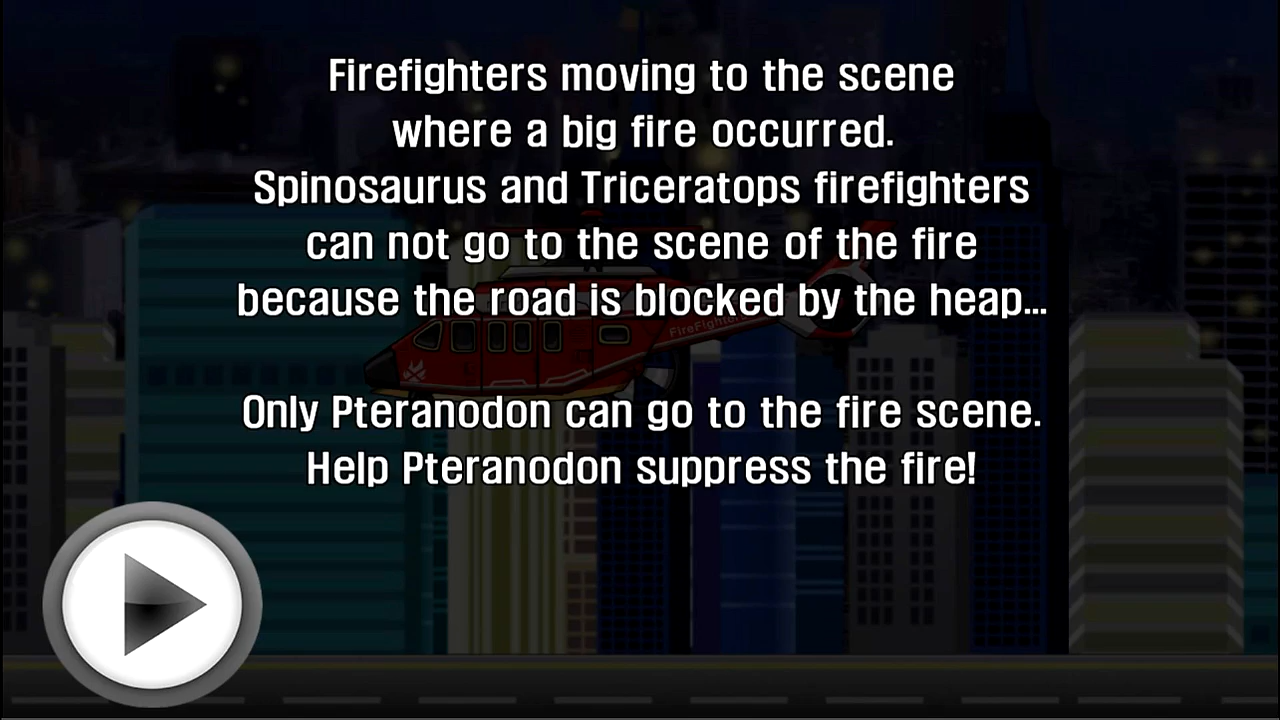 Firefighters moving to the scene
where a big fire occurred.
Spinosaurus and Triceratops firefighters
can not go to the scene of the fire
because the road is blocked by the heap...
FireFighters
Only Pteranodon can go to the fire scene.
Help Pteranodon suppress the fire!